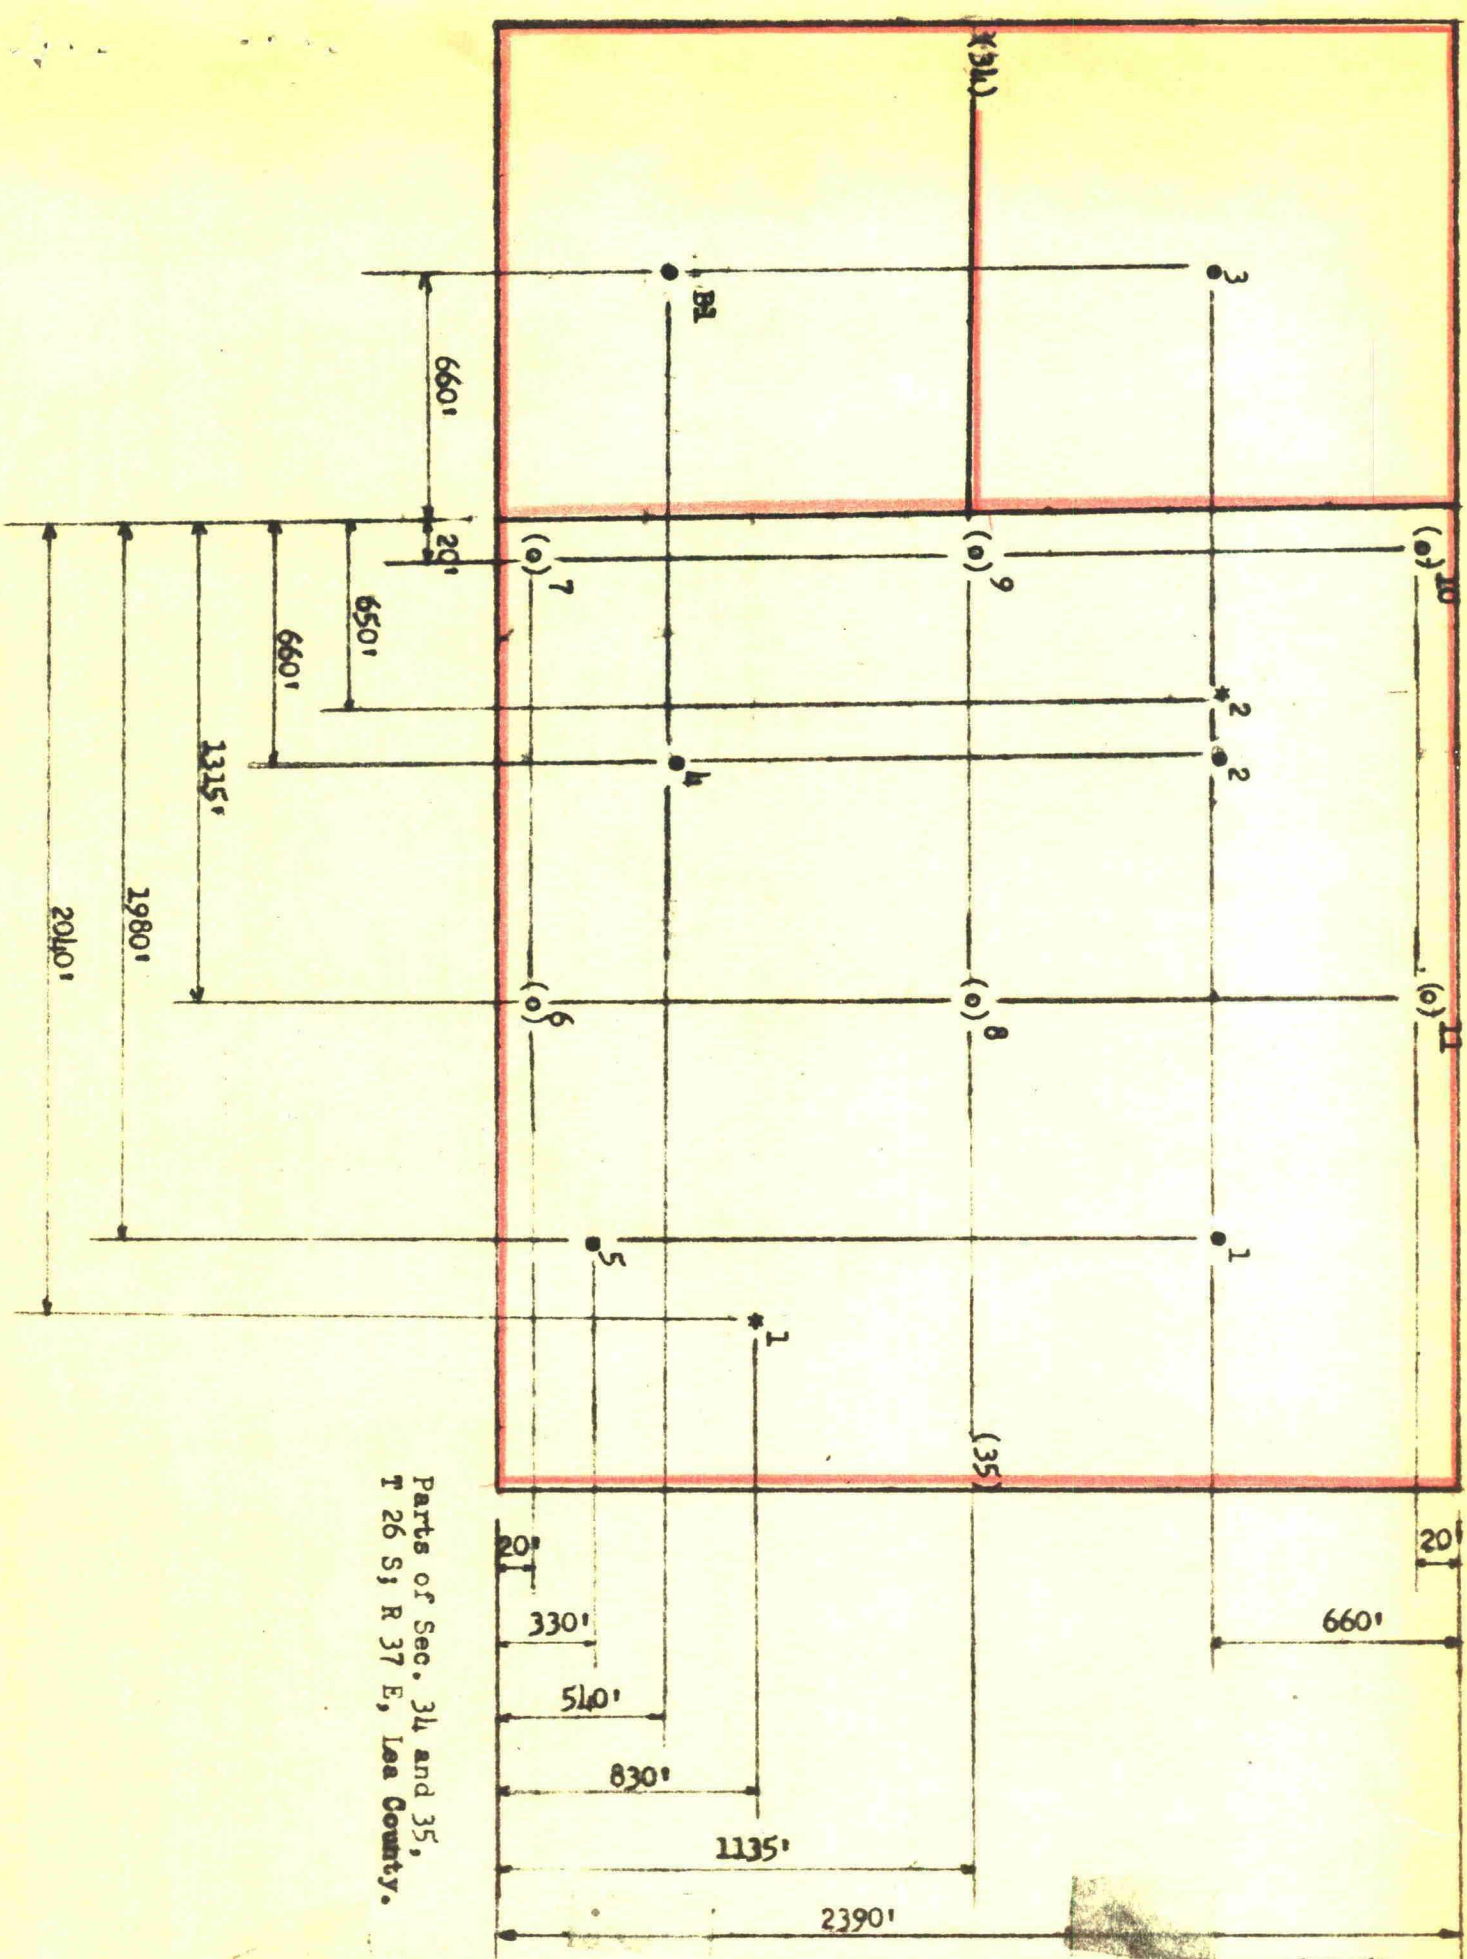 (34)
3
B1
660'
20'
(o) 7
(o) 9
(o) 10
650'
660'
1315'
1980'
2040'
* 2
2
4
(o) 6
(o) 8
(o) 11
5
1
* 1
(35)
20'
330'
540'
830'
1135'
2390'
20'
660'
Parts of Sec. 34 and 35,
T 26 S; R 37 E, Lea County.